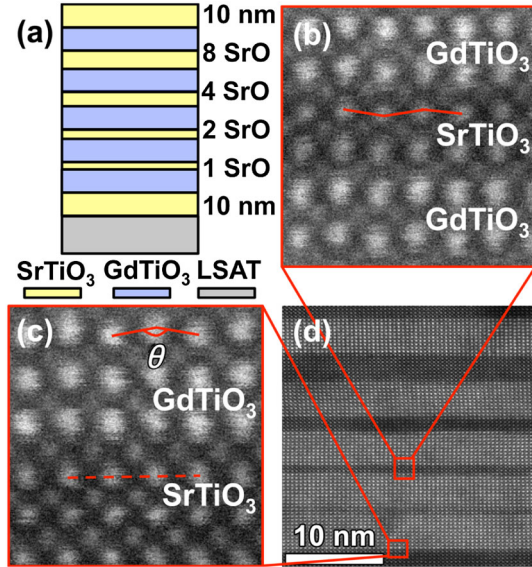 (a)
10 nm
8 SrO
4 SrO
2 SrO
1 SrO
10 nm
SrTiO₃ GdTiO₃ LSAT
(b)
GdTiO₃
SrTiO₃
GdTiO₃
(c)
θ
GdTiO₃
SrTiO₃
(d)
10 nm